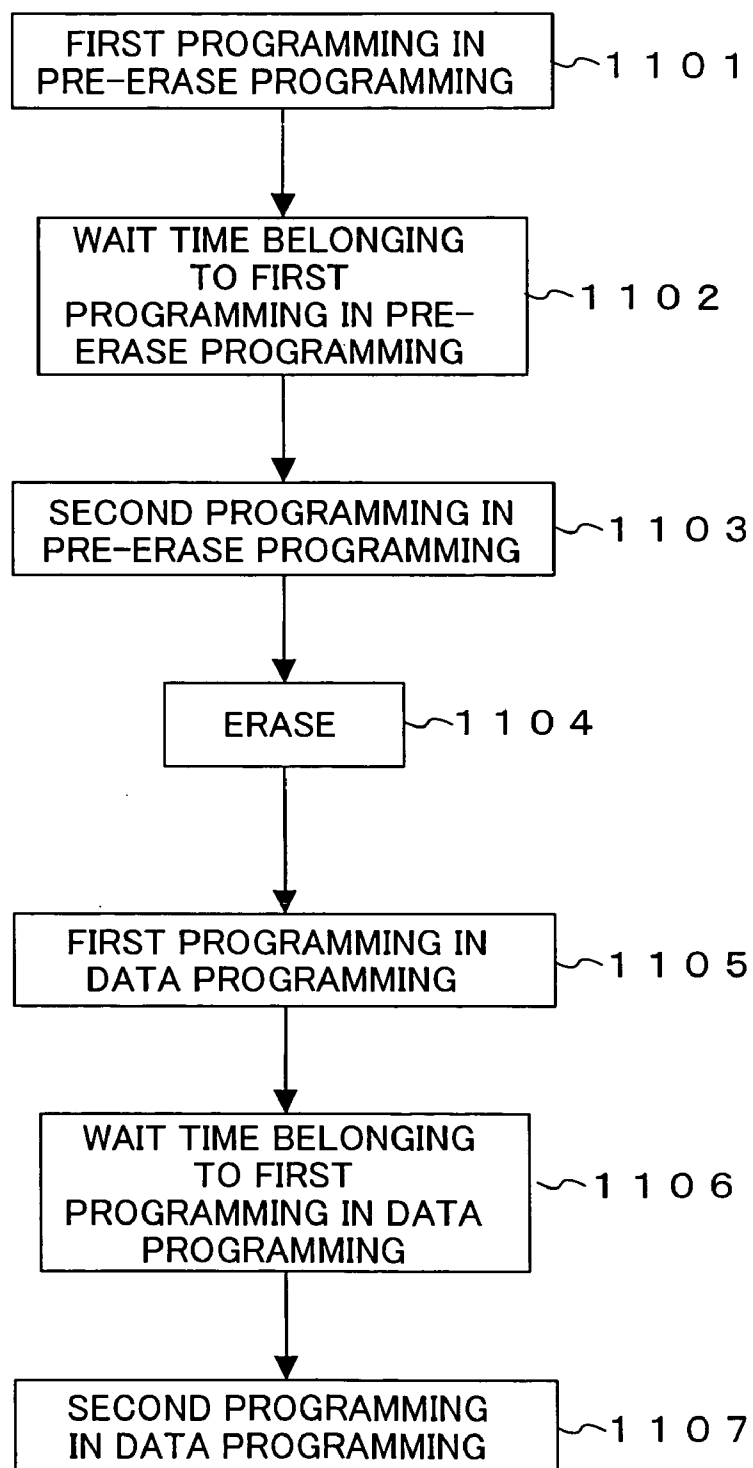 FIRST PROGRAMMING IN
PRE-ERASE PROGRAMMING
1101
WAIT TIME BELONGING
TO FIRST
PROGRAMMING IN PRE-
ERASE PROGRAMMING
1102
SECOND PROGRAMMING IN
PRE-ERASE PROGRAMMING
1103
ERASE
1104
FIRST PROGRAMMING IN
DATA PROGRAMMING
1105
WAIT TIME BELONGING
TO FIRST
PROGRAMMING IN DATA
PROGRAMMING
1106
SECOND PROGRAMMING
IN DATA PROGRAMMING
1107